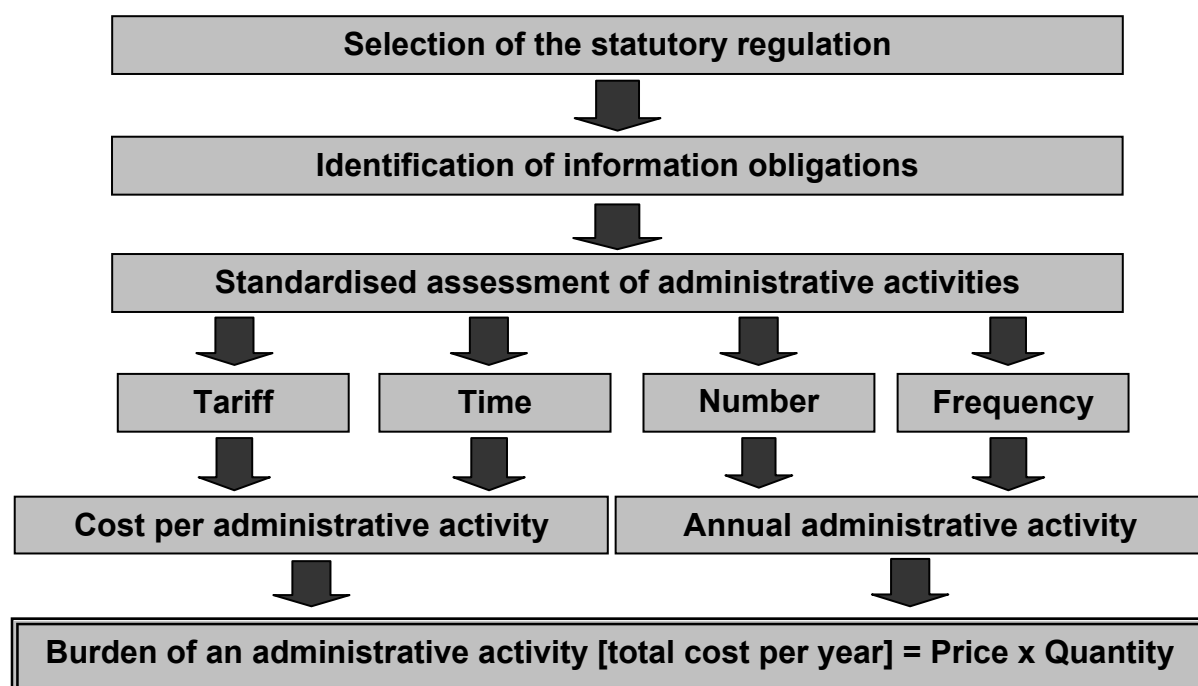 Selection of the statutory regulation
Identification of information obligations
Standardised assessment of administrative activities
Tariff
Time
Number
Frequency
Cost per administrative activity
Annual administrative activity
Burden of an administrative activity [total cost per year] = Price x Quantity